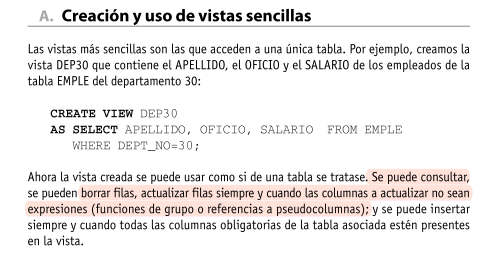 A. Creación y uso de vistas sencillas
Las vistas más sencillas son las que acceden a una única tabla. Por ejemplo, creamos la
vista DEP30 que contiene el APELLIDO, el OFICIO y el SALARIO de los empleados de la
tabla EMPLE del departamento 30:
CREATE VIEW DEP30
AS SELECT APELLIDO, OFICIO, SALARIO FROM EMPLE
WHERE DEPT_NO=30;
Ahora la vista creada se puede usar como si de una tabla se tratase. Se puede consultar,
se pueden borrar filas, actualizar filas siempre y cuando las columnas a actualizar no sean
expresiones (funciones de grupo o referencias a pseudocolumnas); y se puede insertar
siempre y cuando todas las columnas obligatorias de la tabla asociada estén presentes
en la vista.